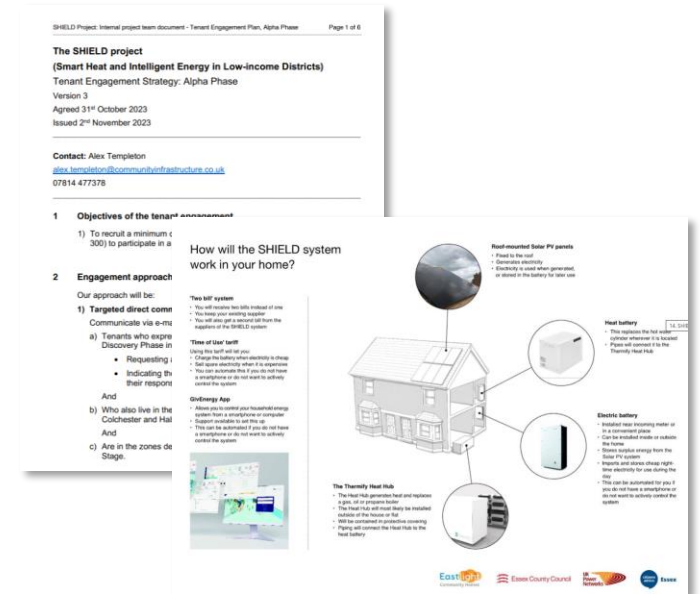 SHIELD Project: Internal project team document - Tenant Engagement Plan, Alpha Phase Page 1 of 6
The SHIELD project
(Smart Heat and Intelligent Energy in Low-income Districts)
Tenant Engagement Strategy: Alpha Phase
Version 3
Agreed 31st October 2023
Issued 2nd November 2023
Contact: Alex Templeton
alex.templeton@communityinfrastructure.co.uk
07814 477378
1 Objectives of the tenant engagement
1) To recruit a minimum
300) to participate in a
2 Engagement approach
Our approach will be:
1) Targeted direct comm
Communicate via e-ma
a) Tenants who expre
Discovery Phase in
• Requesting
• Indicating the
their respons
And
b) Who also live in the
Colchester and Hal
And
c) Are in the zones de
Stage.
How will the SHIELD system
work in your home?
'Two bill' system
• You will receive two bills instead of one
• You keep your existing supplier
• You will also get a second bill from the
suppliers of the SHIELD system
'Time of Use' tariff
Using this tariff will let you:
• Charge the battery when electricity is cheap
• Sell spare electricity when it is expensive
• You can automate this if you do not have
a smartphone or do not want to actively
control the system
GivEnergy App
• Allows you to control your household energy
system from a smartphone or computer
• Support available to set this up
• This can be automated if you do not have
a smartphone or do not want to actively
control the system
Roof-mounted Solar PV panels
• Fixed to the roof
• Generates electricity
• Electricity is used when generated,
or stored in the battery for later use
Heat battery
• This replaces the hot water
cylinder wherever it is located
• Pipes will connect it to the
Thermify Heat Hub
Electric battery
• Installed near incoming meter or
in a convenient place
• Can be installed inside or outside
the home
• Stores surplus energy from the
Solar PV system
• Imports and stores cheap night-
time electricity for use during the
day
• This can be automated for you if
you do not have a smartphone or
do not want to actively control the
system
The Thermify Heat Hub
• The Heat Hub generates heat and replaces
a gas, oil or propane boiler
• The Heat Hub will most likely be installed
outside of the house or flat
• Will be contained in protective covering
• Piping will connect the Heat Hub to the
heat battery
Eastlight
Community Homes
Essex County Council
UK
Power
Networks
Essex